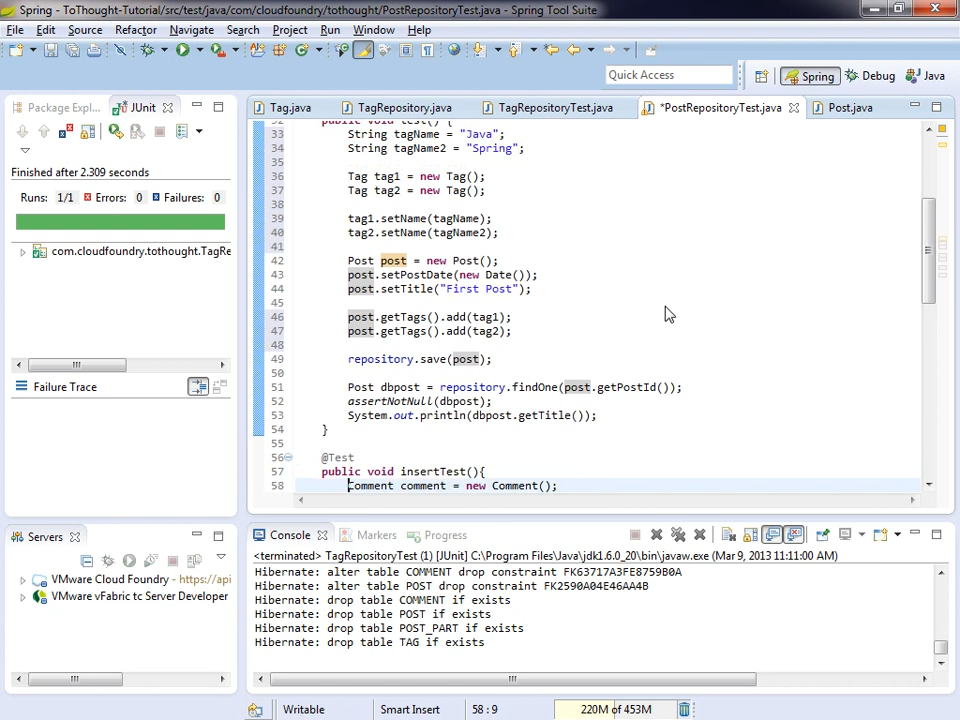 Spring - ToThought-Tutorial/src/test/java/com/cloudfoundry/tothought/PostRepositoryTest.java - Spring Tool Suite
File Edit Source Refactor Navigate Search Project Run Window Help
Quick Access
Spring Debug Java
Package Expl... JUnit
Finished after 2.309 seconds
Runs: 1/1 Errors: 0 Failures: 0
com.cloudfoundry.tothought.TagRe
Failure Trace
Tag.java TagRepository.java TagRepositoryTest.java *PostRepositoryTest.java Post.java
32 public void test() {
33 String tagName = "Java";
34 String tagName2 = "Spring";
35
36 Tag tag1 = new Tag();
37 Tag tag2 = new Tag();
38
39 tag1.setName(tagName);
40 tag2.setName(tagName2);
41
42 Post post = new Post();
43 post.setPostDate(new Date());
44 post.setTitle("First Post");
45
46 post.getTags().add(tag1);
47 post.getTags().add(tag2);
48
49 repository.save(post);
50
51 Post dbpost = repository.findOne(post.getPostId());
52 assertNotNull(dbpost);
53 System.out.println(dbpost.getTitle());
54 }
55
56 @Test
57 public void insertTest(){
58 Comment comment = new Comment();
Servers
VMware Cloud Foundry - https://api
VMware vFabric tc Server Developer
Console Markers Progress
<terminated> TagRepositoryTest (1) [JUnit] C:\Program Files\Java\jdk1.6.0_20\bin\javaw.exe (Mar 9, 2013 11:11:00 AM)
Hibernate: alter table COMMENT drop constraint FK63717A3FE8759B0A
Hibernate: alter table POST drop constraint FK2590A04E46AA4B
Hibernate: drop table COMMENT if exists
Hibernate: drop table POST if exists
Hibernate: drop table POST_PART if exists
Hibernate: drop table TAG if exists
Writable Smart Insert 58 : 9 220M of 453M